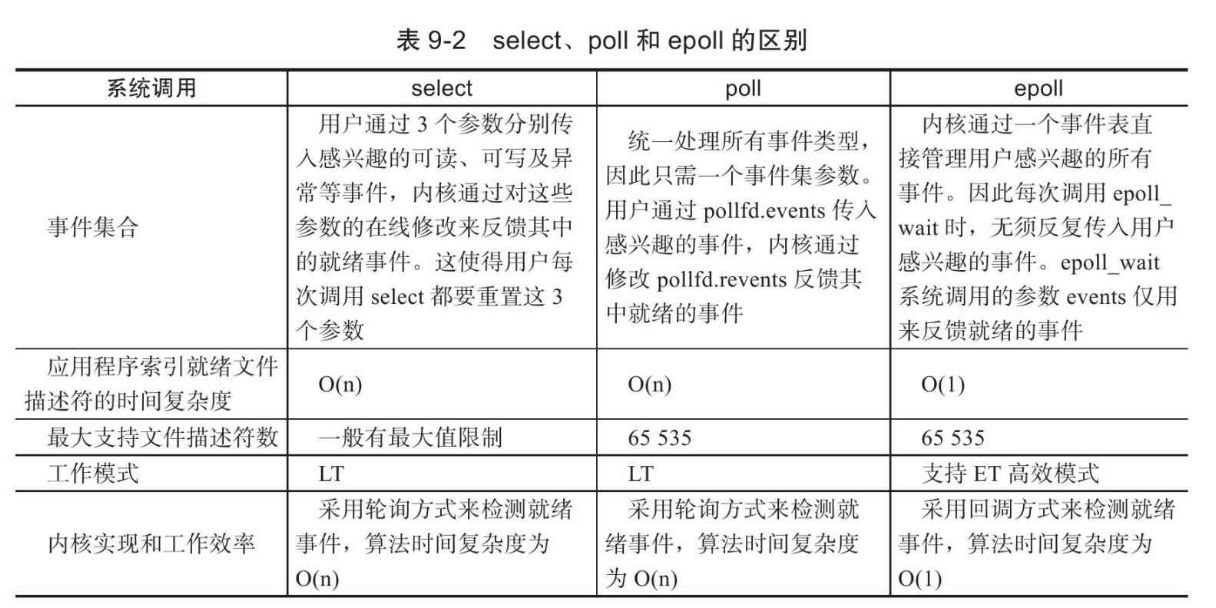 表 9-2 select、poll 和 epoll 的区别
系统调用
select
poll
epoll
事件集合
用户通过 3 个参数分别传
入感兴趣的可读、可写及异
常等事件，内核通过对这些
参数的在线修改来反馈其中
的就绪事件。这使得用户每
次调用 select 都要重置这 3
个参数
统一处理所有事件类型，
因此只需一个事件集参数。
用户通过 pollfd.events 传入
感兴趣的事件，内核通过
修改 pollfd.revents 反馈其
中就绪的事件
内核通过一个事件表直
接管理用户感兴趣的所有
事件。因此每次调用 epoll_
wait 时，无须反复传入用户
感兴趣的事件。epoll_wait
系统调用的参数 events 仅用
来反馈就绪的事件
应用程序索引就绪文件
描述符的时间复杂度
O(n)
O(n)
O(1)
最大支持文件描述符数
一般有最大值限制
65 535
65 535
工作模式
LT
LT
支持 ET 高效模式
内核实现和工作效率
采用轮询方式来检测就绪
事件，算法时间复杂度为
O(n)
采用轮询方式来检测就
绪事件，算法时间复杂度
为 O(n)
采用回调方式来检测就绪
事件，算法时间复杂度为
O(1)